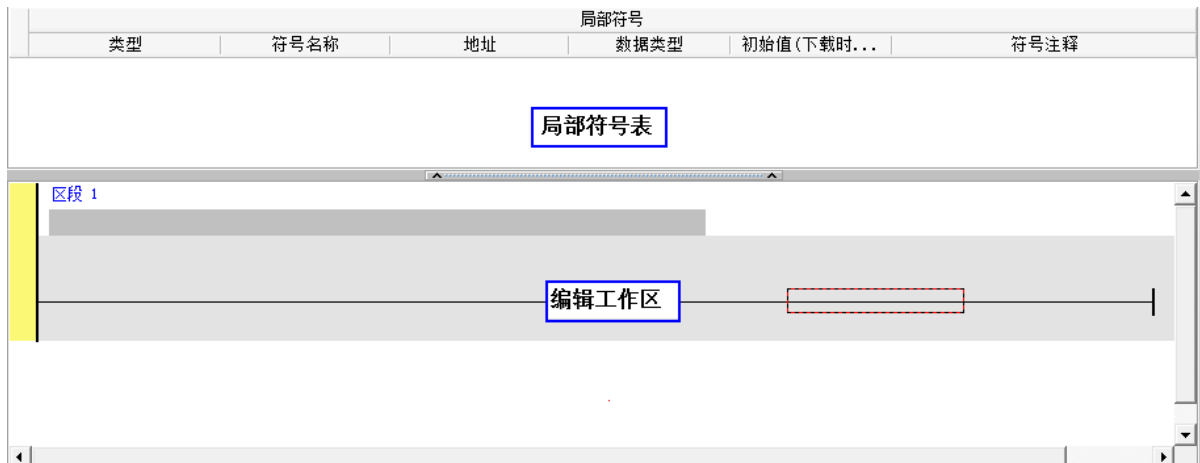 局部符号
类型 符号名称 地址 数据类型 初始值(下载时... 符号注释
局部符号表
区段 1
编辑工作区